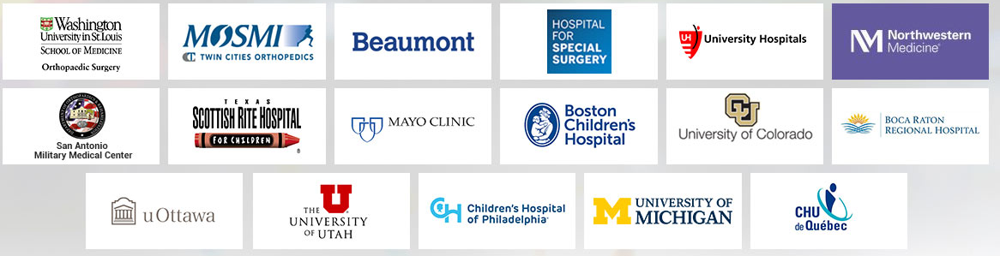 Washington
University in St. Louis
SCHOOL OF MEDICINE
Orthopaedic Surgery
MOSMI
TWIN CITIES ORTHOPEDICS
Beaumont
HOSPITAL
FOR
SPECIAL
SURGERY
UH University Hospitals
NM Northwestern
Medicine®
San Antonio
Military Medical Center
TEXAS
SCOTTISH RITE HOSPITAL
FOR CHILDREN ®
MAYO CLINIC
Boston
Children's
Hospital
CU
University of Colorado
BOCA RATON
REGIONAL HOSPITAL
uOttawa
U
THE
UNIVERSITY
OF UTAH
CH Children's Hospital
of Philadelphia
M UNIVERSITY OF
MICHIGAN
CHU
de Québec